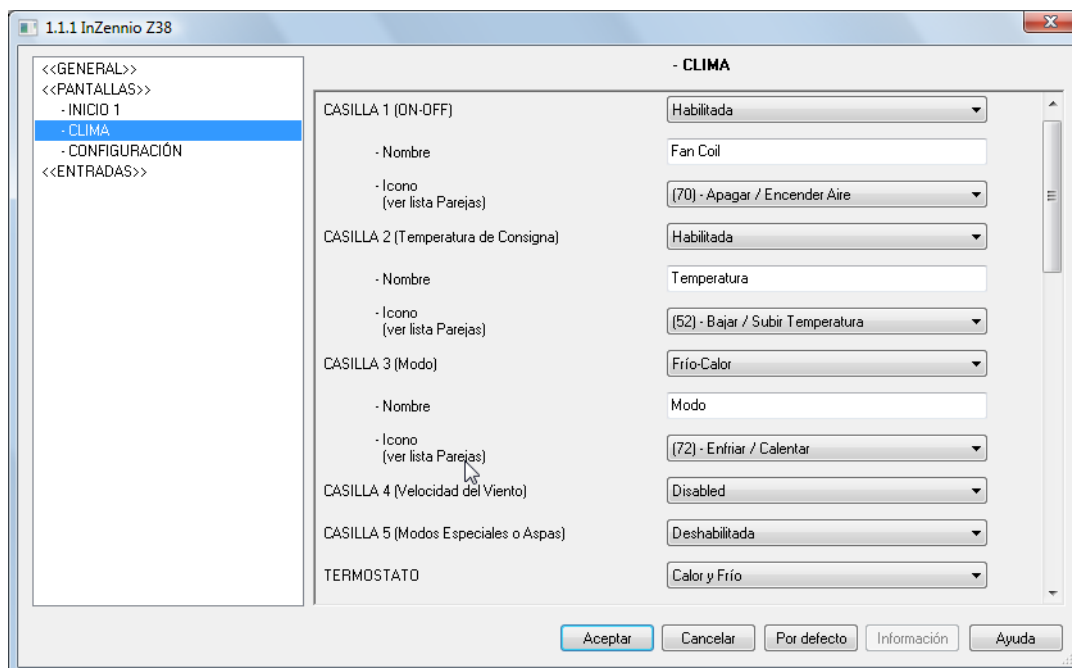 1.1.1 InZennio Z38
<<GENERAL>>
<<PANTALLAS>>
- INICIO 1
- CLIMA
- CONFIGURACIÓN
<<ENTRADAS>>
- CLIMA
CASILLA 1 (ON-OFF) Habilitada
- Nombre Fan Coil
- Icono
(ver lista Parejas) (70) - Apagar / Encender Aire
CASILLA 2 (Temperatura de Consigna) Habilitada
- Nombre Temperatura
- Icono
(ver lista Parejas) (52) - Bajar / Subir Temperatura
CASILLA 3 (Modo) Frío-Calor
- Nombre Modo
- Icono
(ver lista Parejas) (72) - Enfriar / Calentar
CASILLA 4 (Velocidad del Viento) Disabled
CASILLA 5 (Modos Especiales o Aspas) Deshabilitada
TERMOSTATO Calor y Frío
Aceptar Cancelar Por defecto Información Ayuda